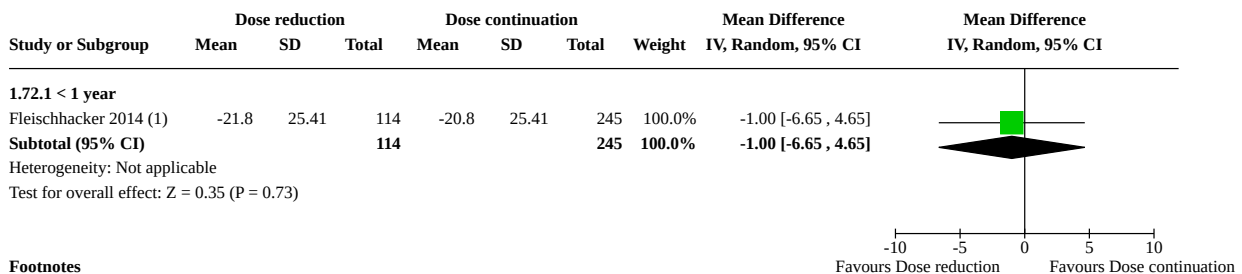 Dose reduction Dose continuation Mean Difference Mean Difference
Study or Subgroup Mean SD Total Mean SD Total Weight IV, Random, 95% CI IV, Random, 95% CI
1.72.1 < 1 year
Fleischhacker 2014 (1) -21.8 25.41 114 -20.8 25.41 245 100.0% -1.00 [-6.65 , 4.65]
Subtotal (95% CI) 114 245 100.0% -1.00 [-6.65 , 4.65]
Heterogeneity: Not applicable
Test for overall effect: Z = 0.35 (P = 0.73)
-10 -5 0 5 10
Favours Dose reduction Favours Dose continuation
Footnotes